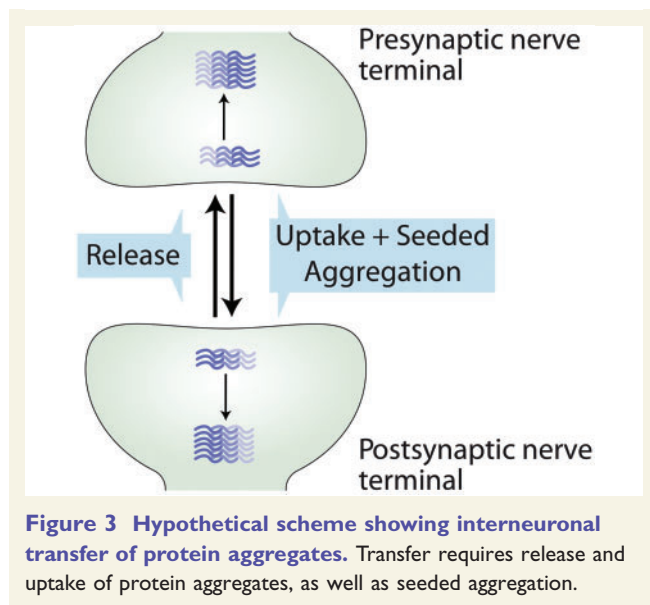 Presynaptic nerve
terminal
Release
Uptake + Seeded
Aggregation
Postsynaptic nerve
terminal
Figure 3 Hypothetical scheme showing interneuronal
transfer of protein aggregates. Transfer requires release and
uptake of protein aggregates, as well as seeded aggregation.